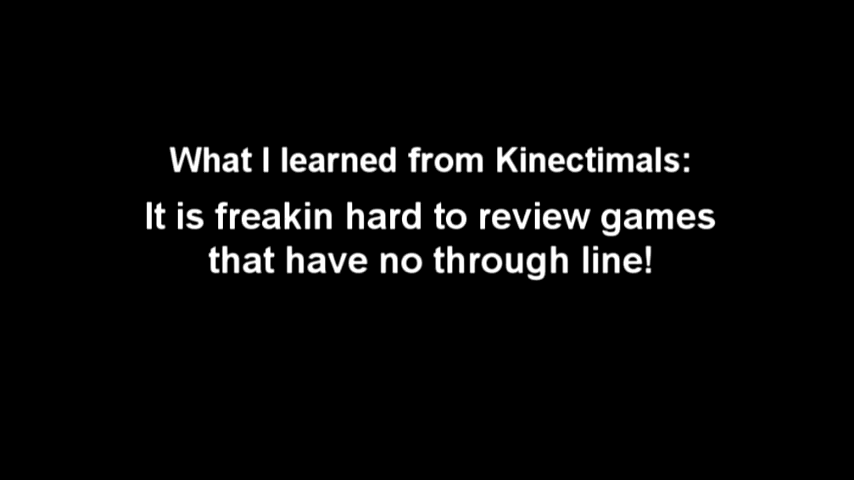 What I learned from Kinectimals:
It is freakin hard to review games
that have no through line!